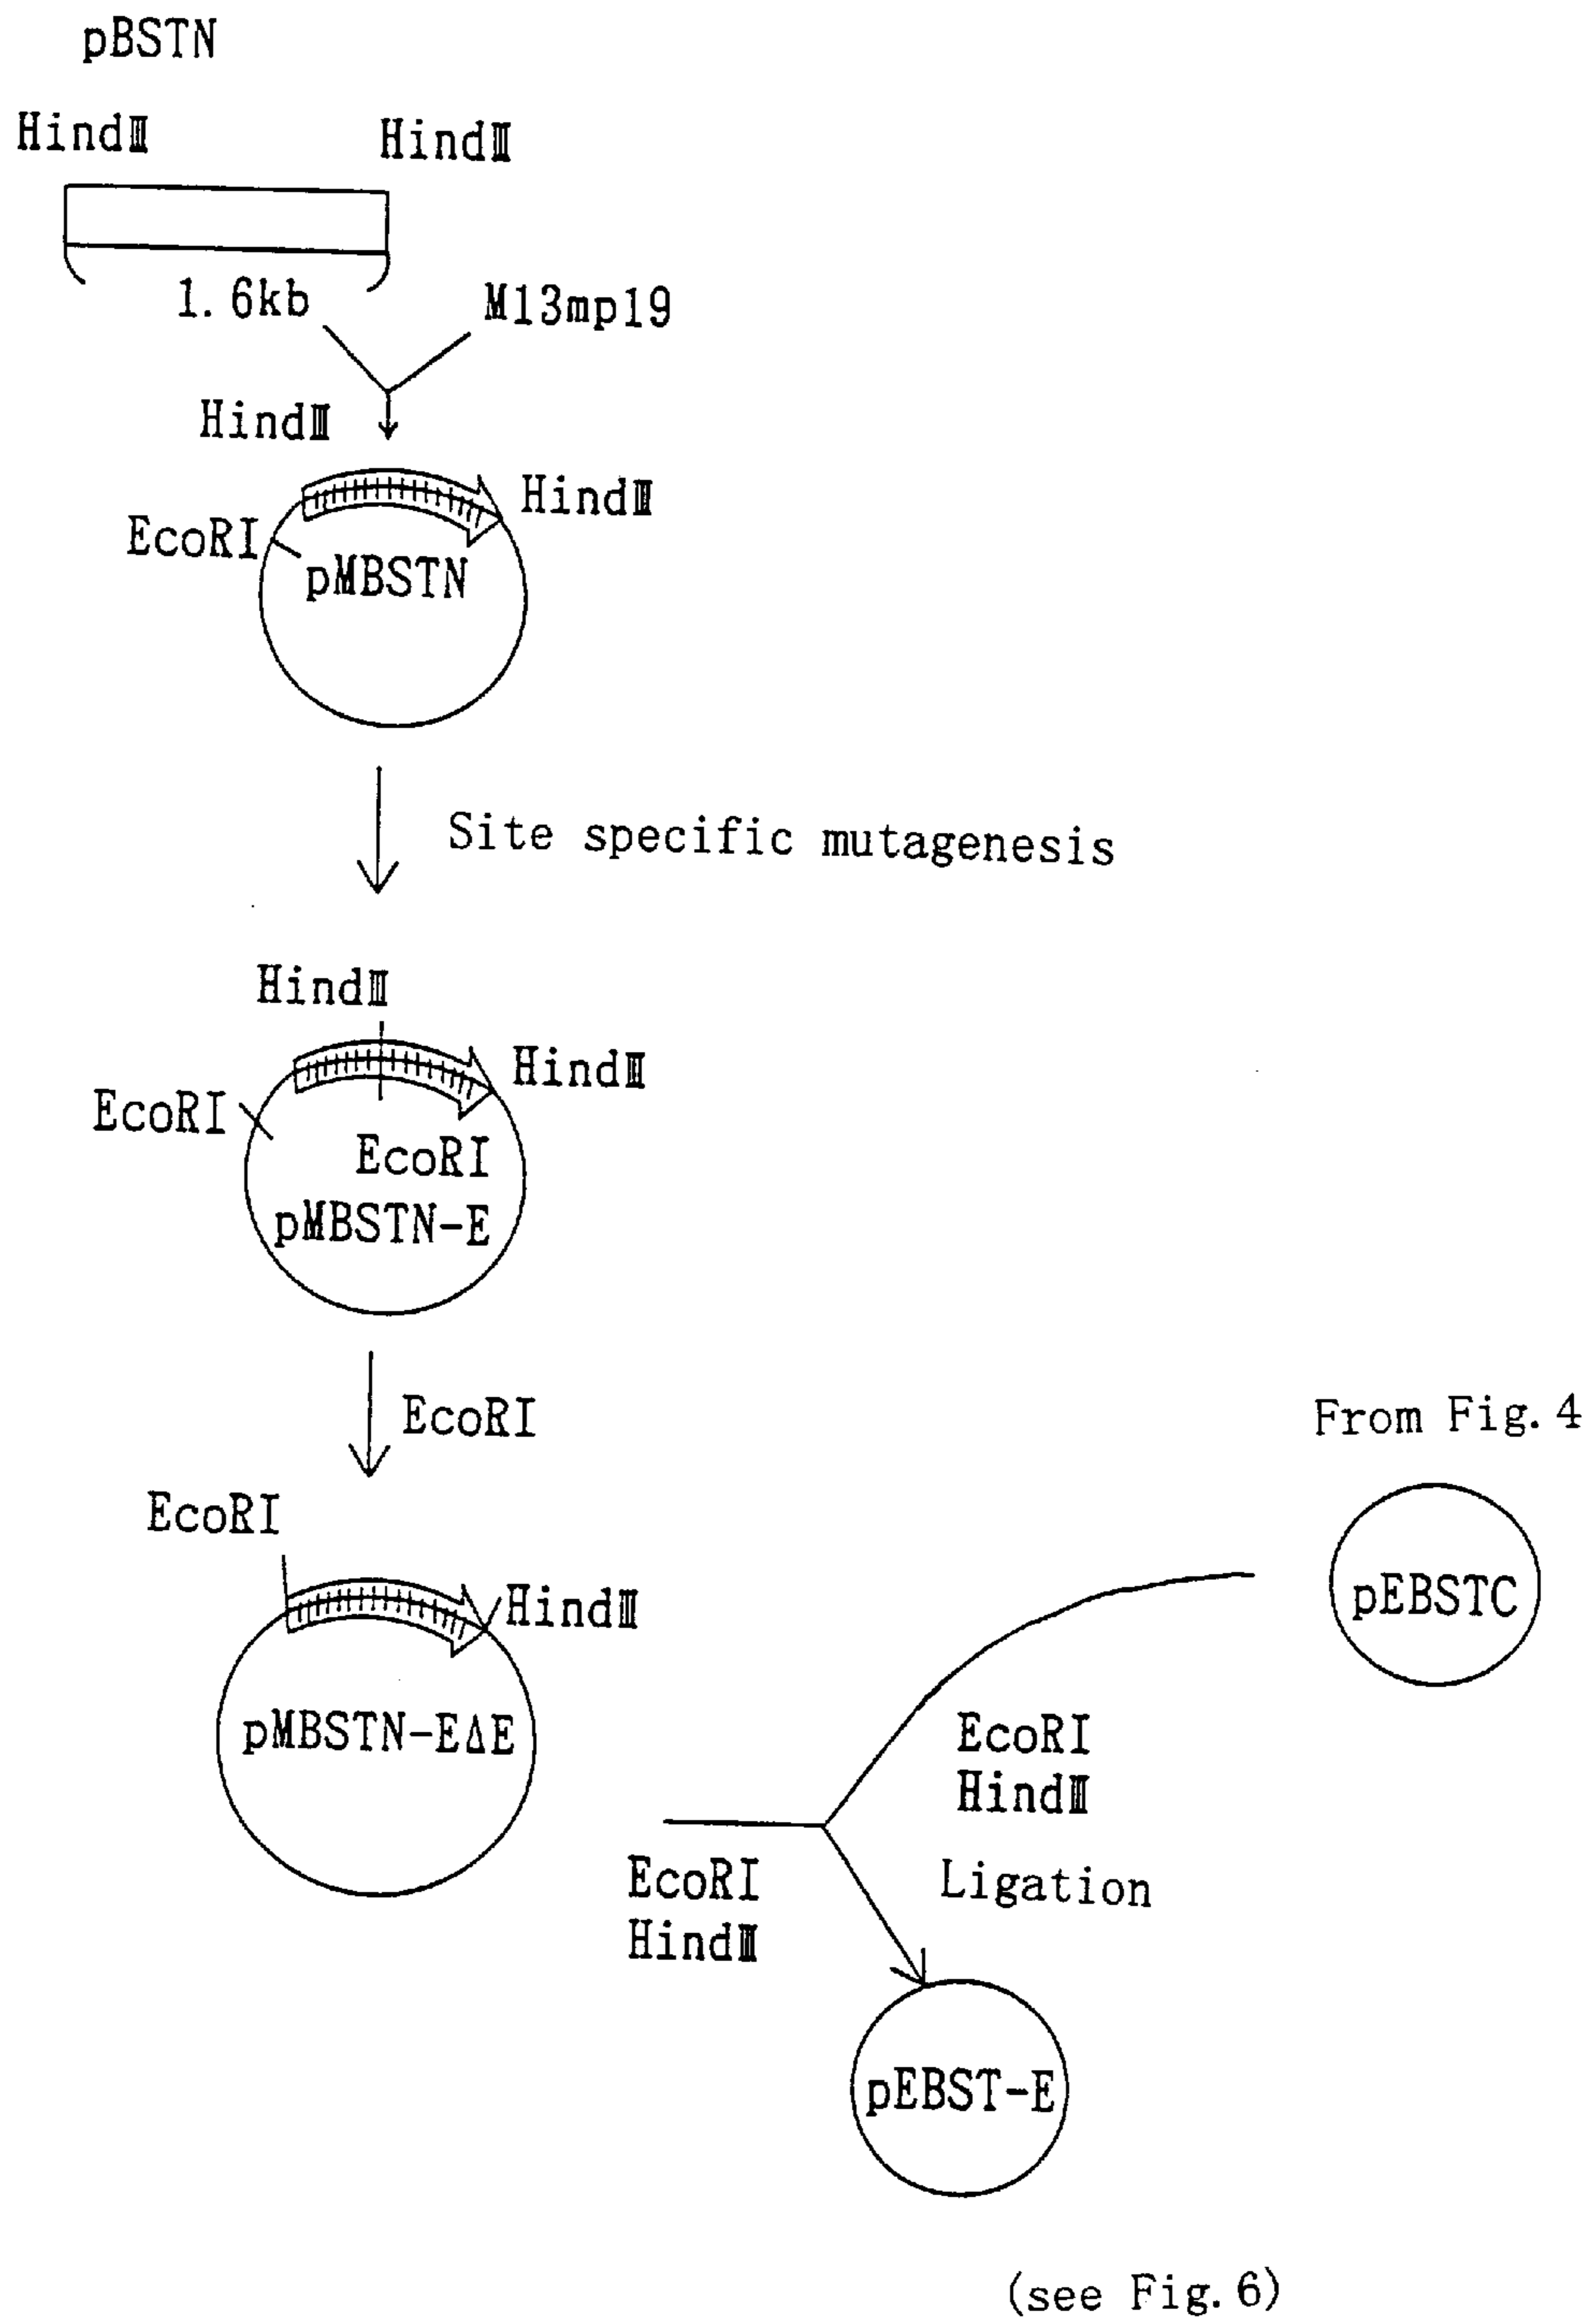 pBSTN
HindⅢ
HindⅢ
1.6kb
M13mp19
HindⅢ
HindⅢ
EcoRI
pMBSTN
Site specific mutagenesis
HindⅢ
HindⅢ
EcoRI
EcoRI
pMBSTN-E
EcoRI
From Fig. 4
EcoRI
HindⅢ
pEBSTC
pMBSTN-EΔE
EcoRI
HindⅢ
EcoRI
HindⅢ
Ligation
pEBST-E
(see Fig. 6)